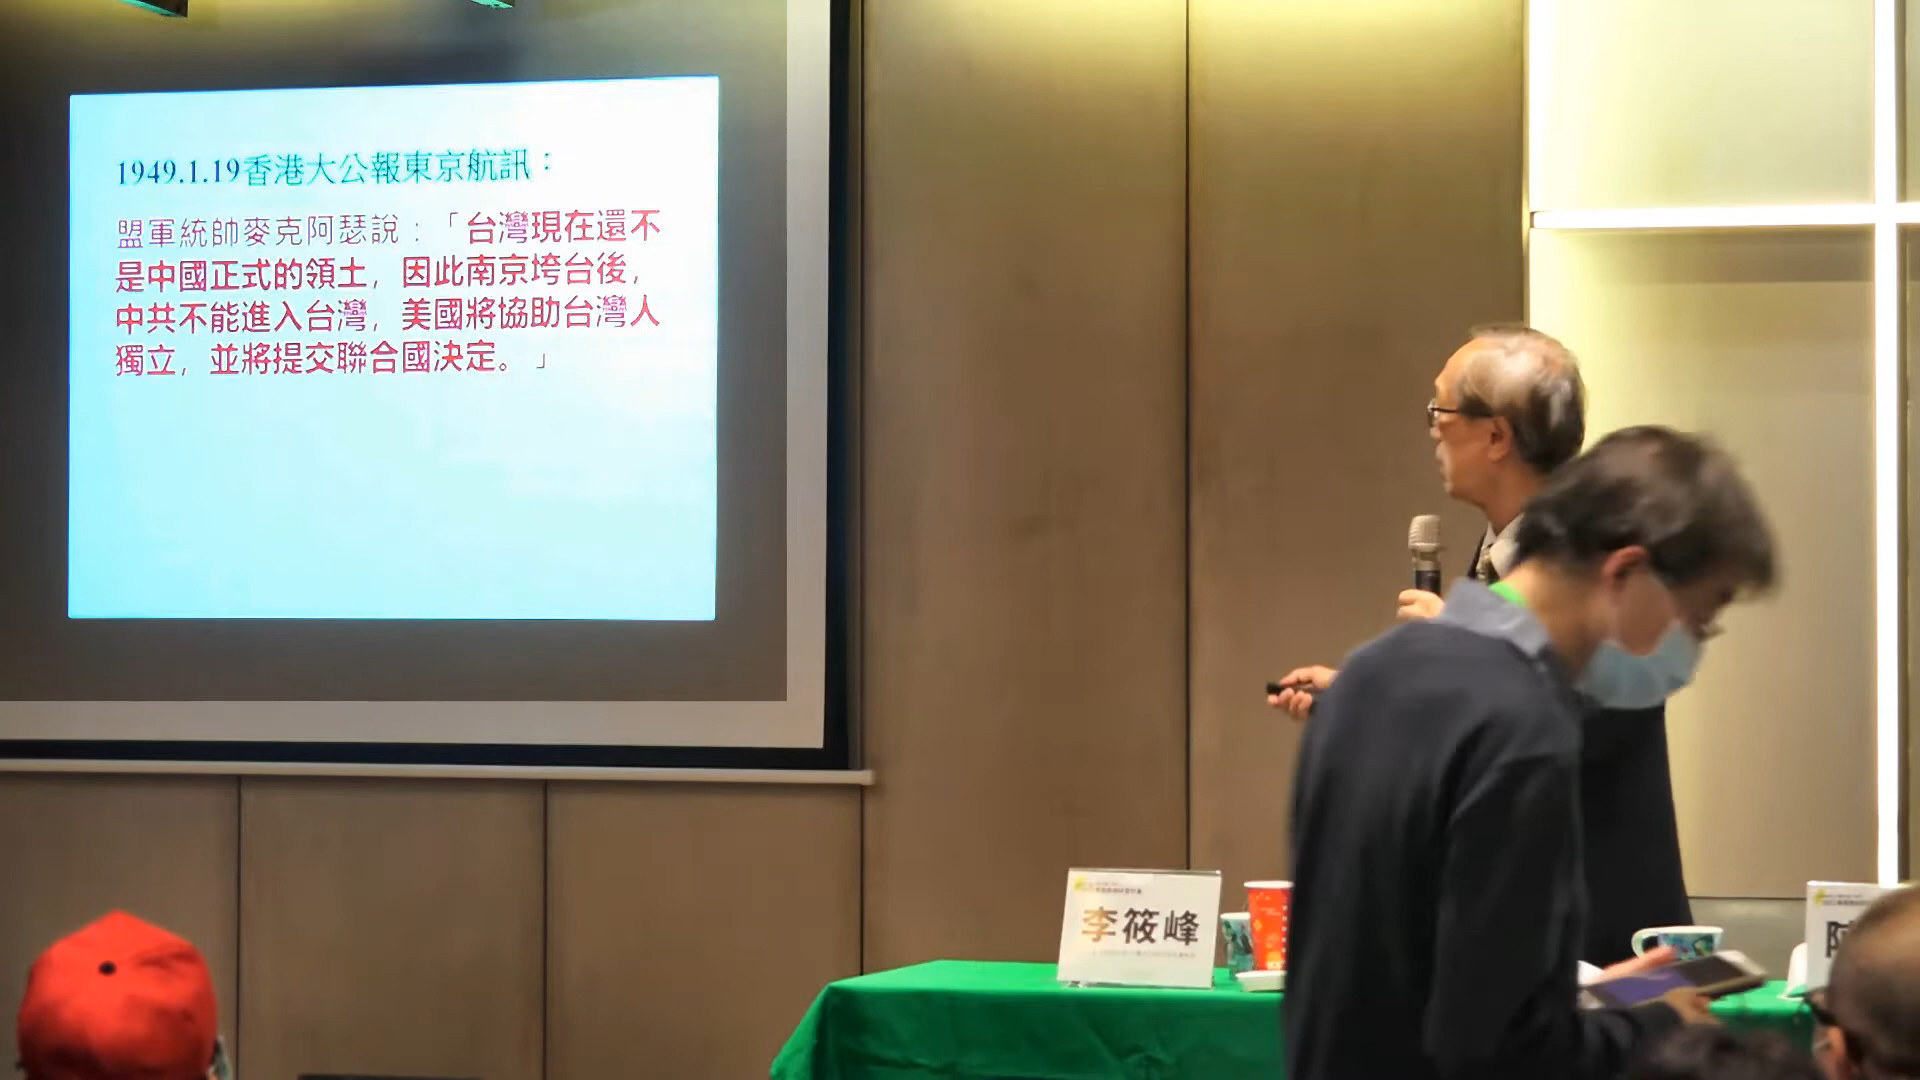 1949.1.19香港大公報東京航訊：
盟軍統帥麥克阿瑟說：「台灣現在還不
是中國正式的領土，因此南京垮台後，
中共不能進入台灣，美國將協助台灣人
獨立，並將提交聯合國決定。」
李筱峰